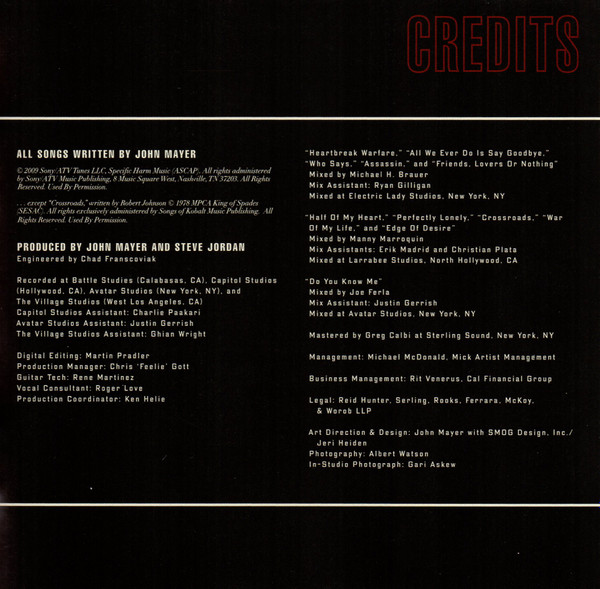 CREDITS
ALL SONGS WRITTEN BY JOHN MAYER
© 2009 Sony/ATV Tunes LLC, Specific Harm Music (ASCAP). All rights administered
by Sony/ATV Music Publishing, 8 Music Square West, Nashville, TN 37203. All Rights
Reserved. Used By Permission.
. . . except "Crossroads," written by Robert Johnson © 1978 MPCA King of Spades
(SESAC). All rights exclusively administered by Songs of Kobalt Music Publishing. All
Rights Reserved. Used By Permission.
PRODUCED BY JOHN MAYER AND STEVE JORDAN
Engineered by Chad Franscoviak
Recorded at Battle Studies (Calabasas, CA), Capitol Studios
(Hollywood, CA), Avatar Studios (New York, NY), and
The Village Studios (West Los Angeles, CA)
Capitol Studios Assistant: Charlie Paakari
Avatar Studios Assistant: Justin Gerrish
The Village Studios Assistant: Ghian Wright
Digital Editing: Martin Pradler
Production Manager: Chris 'Feelie' Gott
Guitar Tech: Rene Martinez
Vocal Consultant: Roger Love
Production Coordinator: Ken Helie
"Heartbreak Warfare," "All We Ever Do Is Say Goodbye,"
"Who Says," "Assassin," and "Friends, Lovers Or Nothing"
Mixed by Michael H. Brauer
Mix Assistant: Ryan Gilligan
Mixed at Electric Lady Studios, New York, NY
"Half Of My Heart," "Perfectly Lonely," "Crossroads," "War
Of My Life," and "Edge Of Desire"
Mixed by Manny Marroquin
Mix Assistants: Erik Madrid and Christian Plata
Mixed at Larrabee Studios, North Hollywood, CA
"Do You Know Me"
Mixed by Joe Ferla
Mix Assistant: Justin Gerrish
Mixed at Avatar Studios, New York, NY
Mastered by Greg Calbi at Sterling Sound, New York, NY
Management: Michael McDonald, Mick Artist Management
Business Management: Rit Venerus, Cal Financial Group
Legal: Reid Hunter, Serling, Rooks, Ferrara, McKoy,
& Worob LLP
Art Direction & Design: John Mayer with SMOG Design, Inc./
Jeri Heiden
Photography: Albert Watson
In-Studio Photograph: Gari Askew